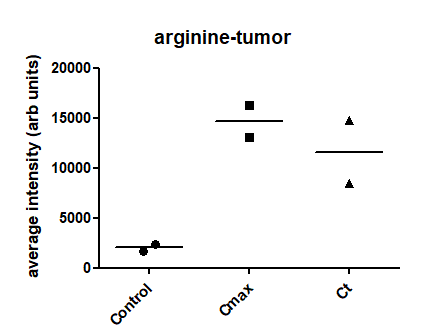 arginine-tumor
average intensity (arb units)
20000
15000
10000
5000
0
Control
Cmax
Ct